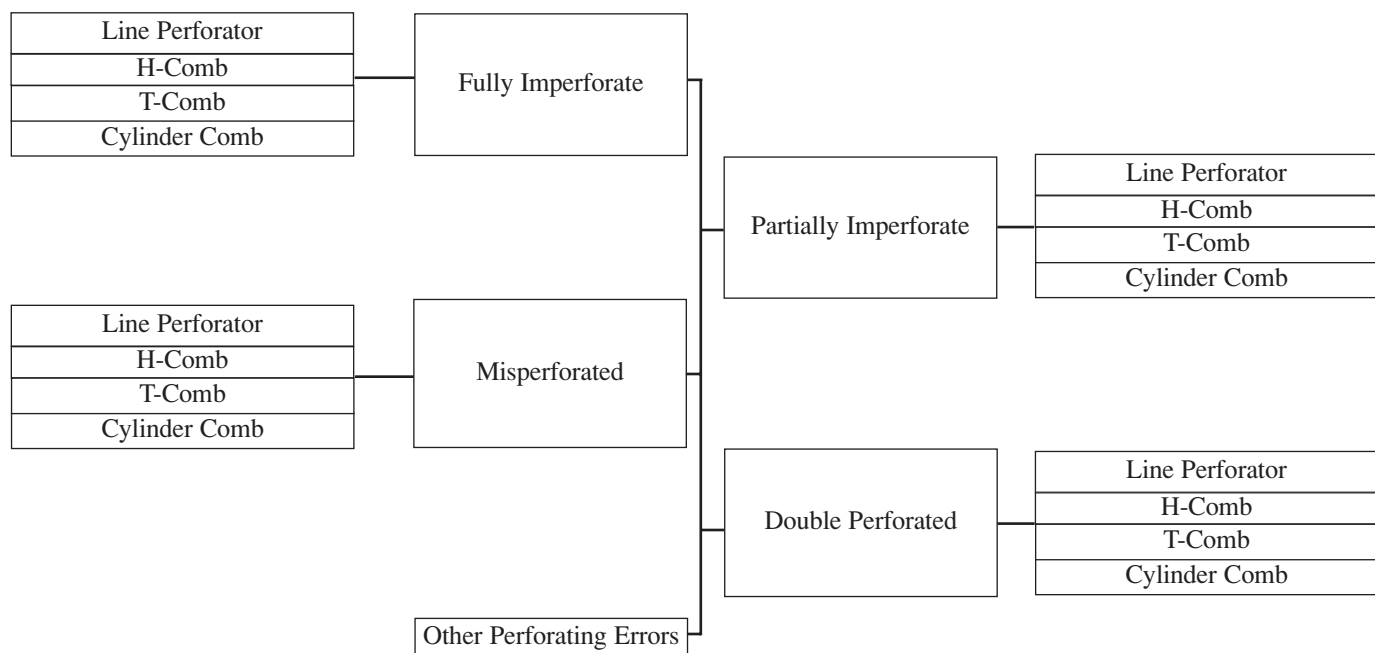 Line Perforator
H-Comb
T-Comb
Cylinder Comb
Fully Imperforate
Partially Imperforate
Line Perforator
H-Comb
T-Comb
Cylinder Comb
Line Perforator
H-Comb
T-Comb
Cylinder Comb
Misperforated
Double Perforated
Line Perforator
H-Comb
T-Comb
Cylinder Comb
Other Perforating Errors